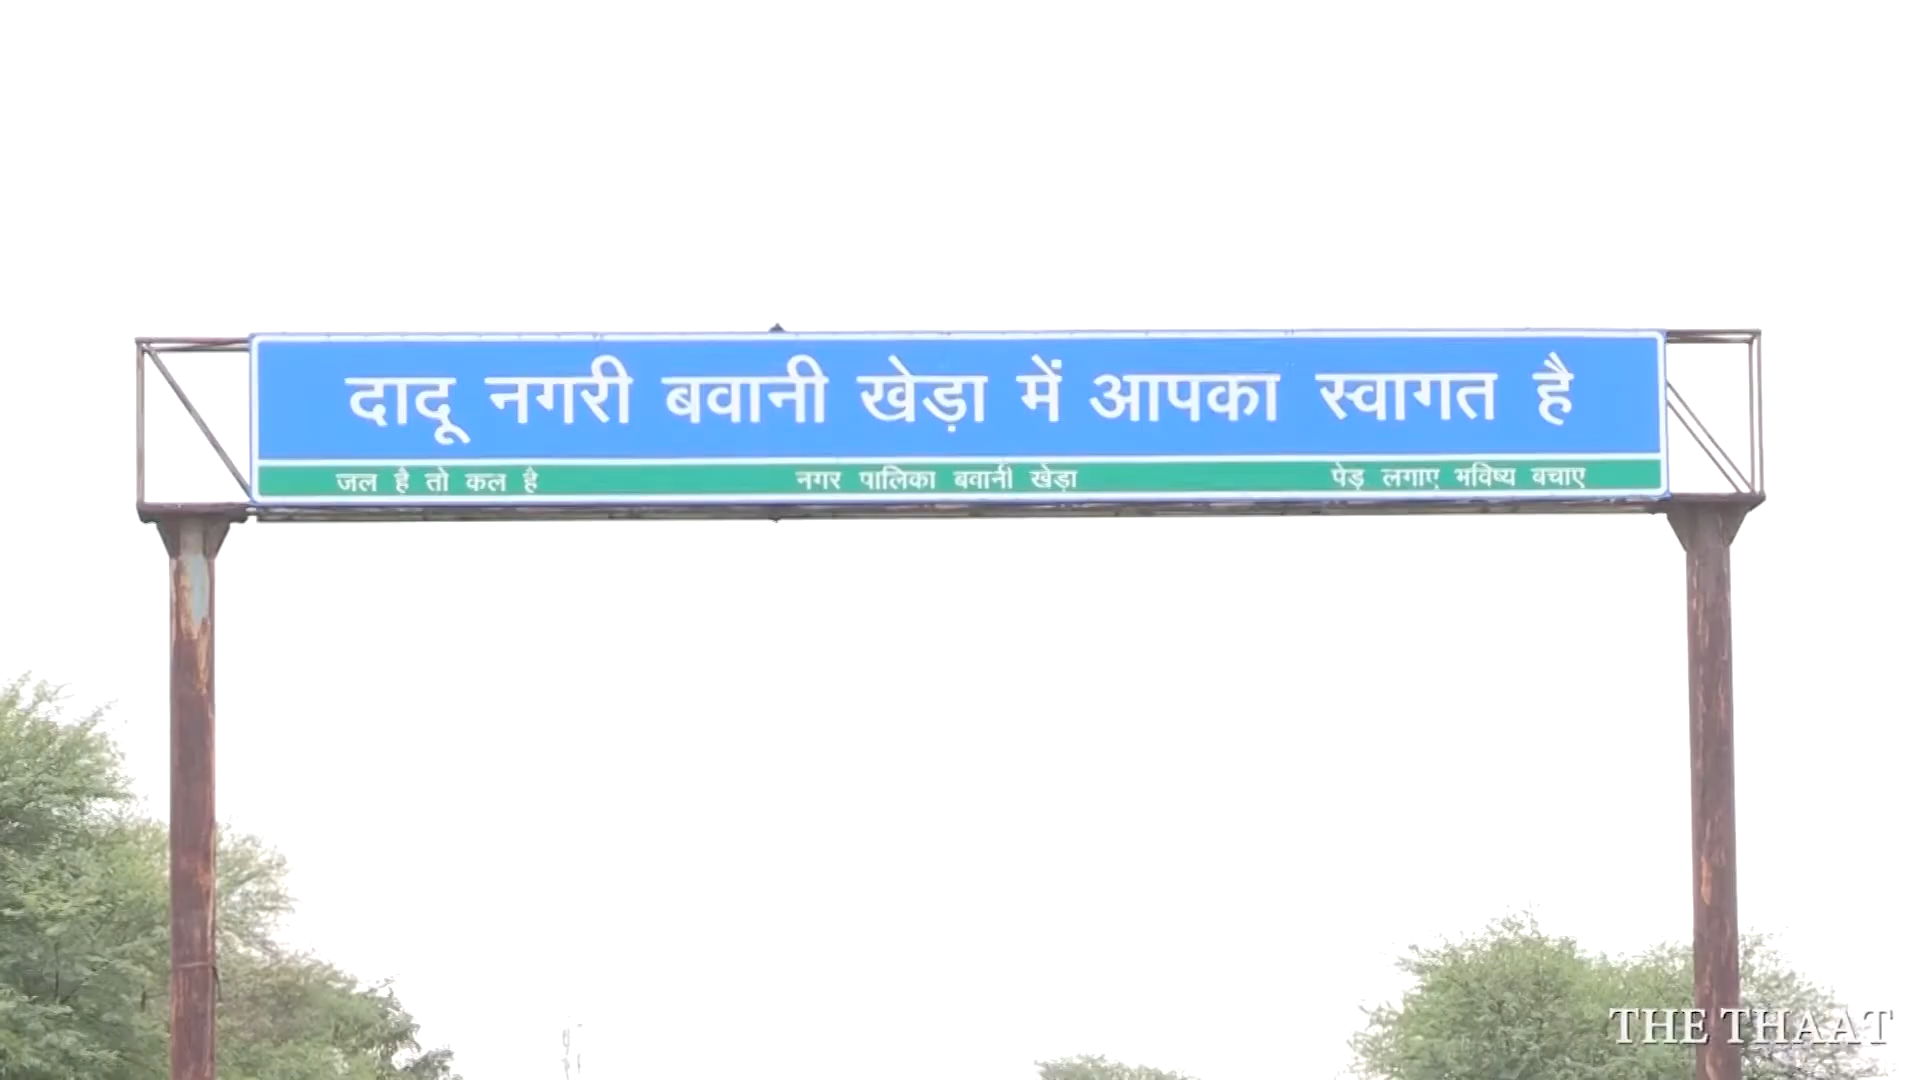 दादू नगरी बवानी खेड़ा में आपका स्वागत है
जल है तो कल है नगर पालिका बवानी खेड़ा पेड़ लगाए भविष्य बचाए
THE THAAT